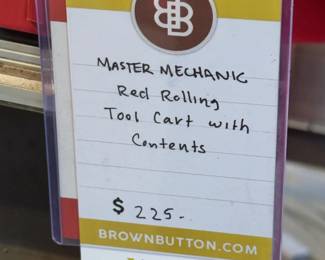 MASTER MECHANIC
Red Rolling
Tool Cart with
Contents
$ 225-
BROWNBUTTON.COM